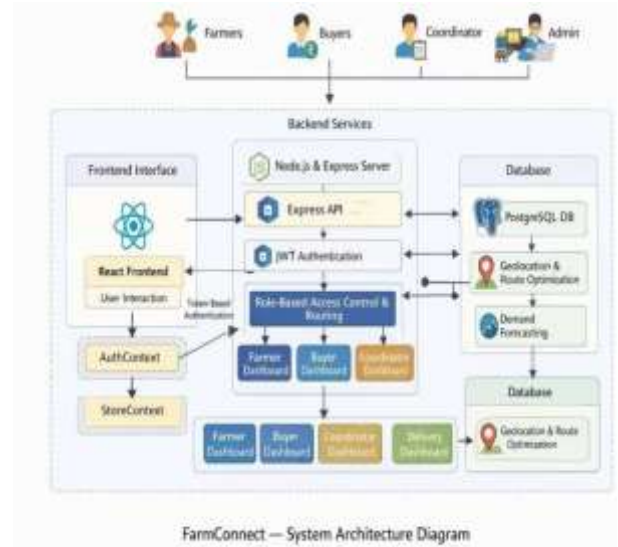 Farmers
Buyers
Coordinator
Admin
Backend Services
Frontend Interface
React Frontend
User Interaction
AuthContext
StoreContext
Token Based
Authentication
Node.js & Express Server
Express API
JWT Authentication
Role-Based Access Control &
Routing
Farmer
Dashboard
Buyer
Dashboard
Coordinator
Dashboard
Database
PostgreSQL DB
Geolocation &
Route Optimization
Demand
Forecasting
Farmer
Dashboard
Buyer
Dashboard
Coordinator
Dashboard
Delivery
Dashboard
Database
Geolocation & Route
Optimization
FarmConnect — System Architecture Diagram